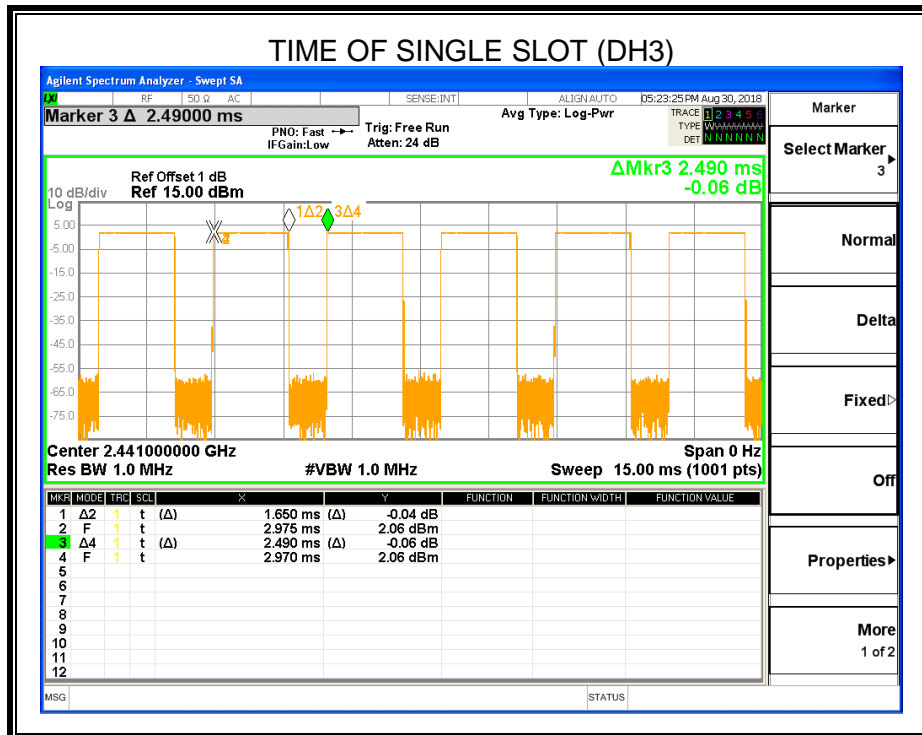 TIME OF SINGLE SLOT (DH3)
Agilent Spectrum Analyzer - Swept SA
LXI RF 50 Ω AC SENSE:INT ALIGN AUTO 05:23:25 PM Aug 30, 2018
Marker 3 Δ 2.49000 ms
PNO: Fast
IFGain:Low
Trig: Free Run
Atten: 24 dB
Avg Type: Log-Pwr
TRACE 1 2 3 4 5 6
TYPE
DET N N N N N N
ΔMkr3 2.490 ms
-0.06 dB
Ref Offset 1 dB
Ref 15.00 dBm
10 dB/div
Log
1Δ2 3Δ4
5.00
-5.00
-15.0
-25.0
-35.0
-45.0
-55.0
-65.0
-75.0
Center 2.441000000 GHz
Span 0 Hz
Res BW 1.0 MHz
#VBW 1.0 MHz
Sweep 15.00 ms (1001 pts)
MKR MODE TRC SCL X Y FUNCTION FUNCTION WIDTH FUNCTION VALUE
1 Δ2 1 t (Δ) 1.650 ms (Δ) -0.04 dB
2 F 1 t 2.975 ms 2.06 dBm
3 Δ4 1 t (Δ) 2.490 ms (Δ) -0.06 dB
4 F 1 t 2.970 ms 2.06 dBm
5
6
7
8
9
10
11
12
MSG
STATUS
Marker
Select Marker
3
Normal
Delta
Fixed
Off
Properties
More
1 of 2